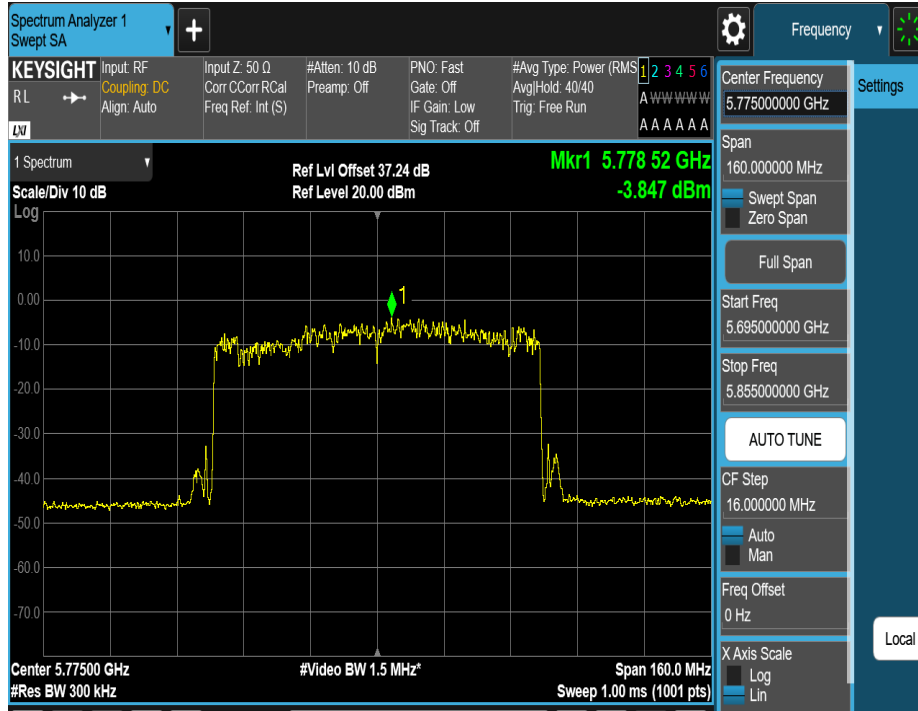 Spectrum Analyzer 1
Swept SA
+
Frequency
KEYSIGHT
R L
LXI
Input: RF
Coupling: DC
Align: Auto
Input Z: 50 Ω
Corr CCorr RCal
Freq Ref: Int (S)
#Atten: 10 dB
Preamp: Off
PNO: Fast
Gate: Off
IF Gain: Low
Sig Track: Off
#Avg Type: Power (RMS
Avg|Hold: 40/40
Trig: Free Run
1 2 3 4 5 6
A W W W W W
A A A A A A
Center Frequency
5.775000000 GHz
Settings
Span
160.000000 MHz
Swept Span
Zero Span
Full Span
Start Freq
5.695000000 GHz
Stop Freq
5.855000000 GHz
AUTO TUNE
CF Step
16.000000 MHz
Auto
Man
Freq Offset
0 Hz
X Axis Scale
Log
Lin
Local
1 Spectrum
Scale/Div 10 dB
Log
Ref Lvl Offset 37.24 dB
Ref Level 20.00 dBm
Mkr1 5.778 52 GHz
-3.847 dBm
1
10.0
0.00
-10.0
-20.0
-30.0
-40.0
-50.0
-60.0
-70.0
Center 5.77500 GHz
#Res BW 300 kHz
#Video BW 1.5 MHz*
Span 160.0 MHz
Sweep 1.00 ms (1001 pts)